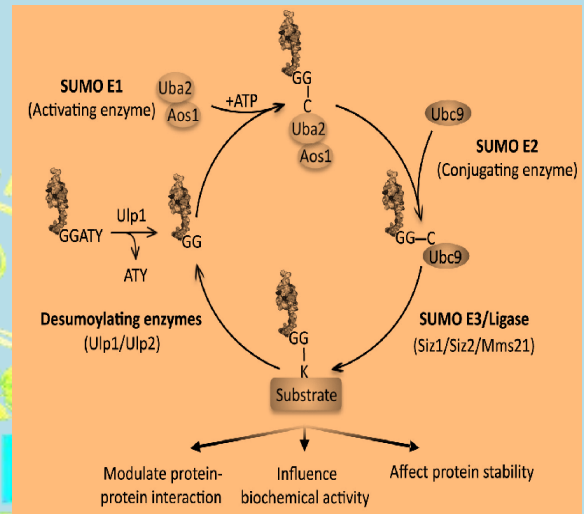 GG
SUMO E1
(Activating enzyme)
Uba2
Aos1
+ATP
C
Uba2
Aos1
Ubc9
SUMO E2
(Conjugating enzyme)
GGATY
Ulp1
ATY
GG
GG—C
Ubc9
Desumoylating enzymes
(Ulp1/Ulp2)
SUMO E3/Ligase
(Siz1/Siz2/Mms21)
GG
K
Substrate
Modulate protein-
protein interaction
Influence
biochemical activity
Affect protein stability